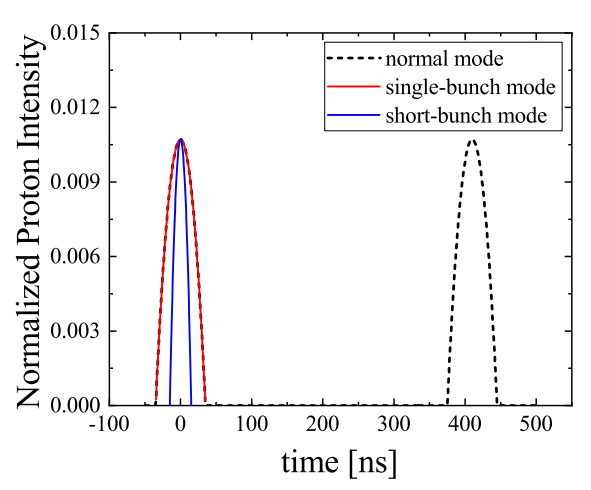 0.015
0.012
0.009
0.006
0.003
0.000
Normalized Proton Intensity
normal mode
single-bunch mode
short-bunch mode
-100 0 100 200 300 400 500
time [ns]